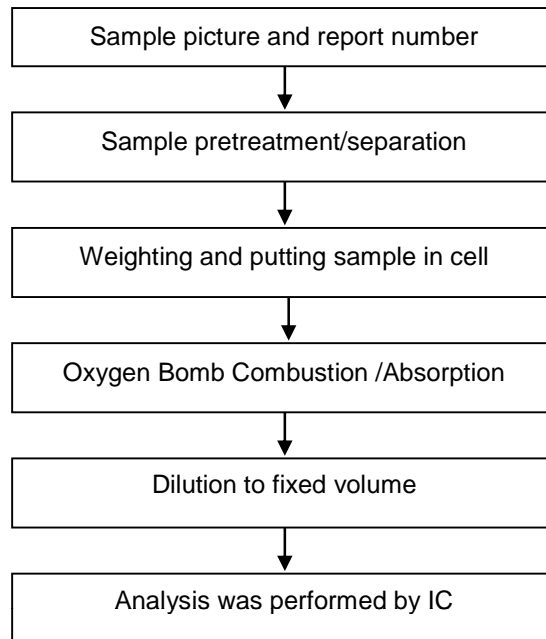 Sample picture and report number
Sample pretreatment/separation
Weighting and putting sample in cell
Oxygen Bomb Combustion /Absorption
Dilution to fixed volume
Analysis was performed by IC